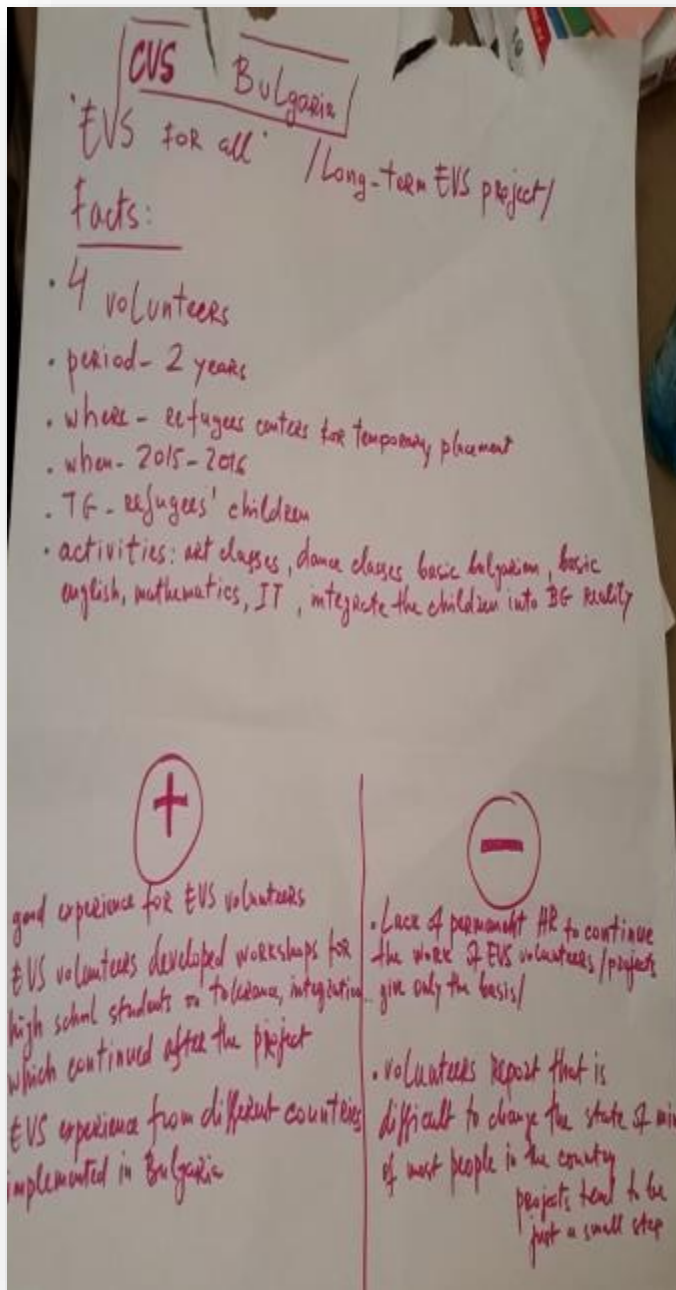 CVS Bulgaria
"EVS FOR all" /Long-term EVS project/
Facts:
· 4 volunteers
· period - 2 years
· where - refugees centers for temporary placement
· when - 2015-2016
· TG - refugees' children
· activities: art classes, dance classes basic bulgarian, basic
english, mathematics, IT, integrate the children into BG reality
+
good experience for EVS volunteers
EVS volunteers developed workshops for
high school students on tolerance, integration
which continued after the project
EVS experience from different countries
implemented in Bulgaria
−
· Lack of permanent HR to continue
the work of EVS volunteers /projects
give only the basis/
· volunteers report that is
difficult to change the state of min
of most people in the country
projects tend to be
just a small step